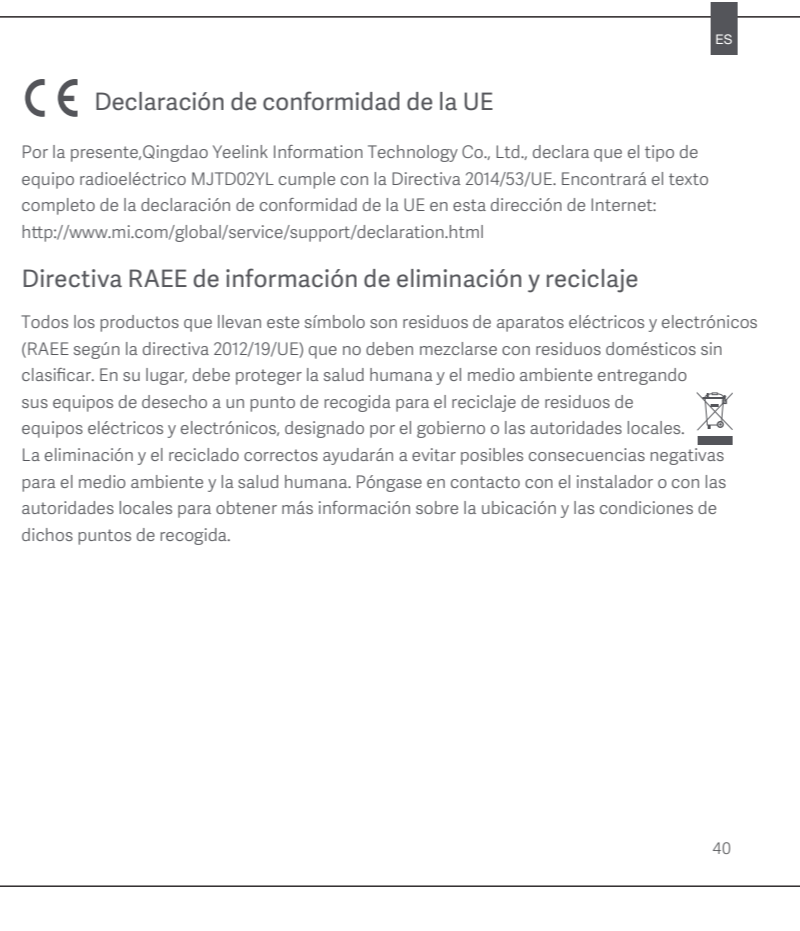 ES
CE Declaración de conformidad de la UE
Por la presente,Qingdao Yeelink Information Technology Co., Ltd., declara que el tipo de
equipo radioeléctrico MJTD02YL cumple con la Directiva 2014/53/UE. Encontrará el texto
completo de la declaración de conformidad de la UE en esta dirección de Internet:
http://www.mi.com/global/service/support/declaration.html
Directiva RAEE de información de eliminación y reciclaje
Todos los productos que llevan este símbolo son residuos de aparatos eléctricos y electrónicos
(RAEE según la directiva 2012/19/UE) que no deben mezclarse con residuos domésticos sin
clasificar. En su lugar, debe proteger la salud humana y el medio ambiente entregando
sus equipos de desecho a un punto de recogida para el reciclaje de residuos de
equipos eléctricos y electrónicos, designado por el gobierno o las autoridades locales.
La eliminación y el reciclado correctos ayudarán a evitar posibles consecuencias negativas
para el medio ambiente y la salud humana. Póngase en contacto con el instalador o con las
autoridades locales para obtener más información sobre la ubicación y las condiciones de
dichos puntos de recogida.
40